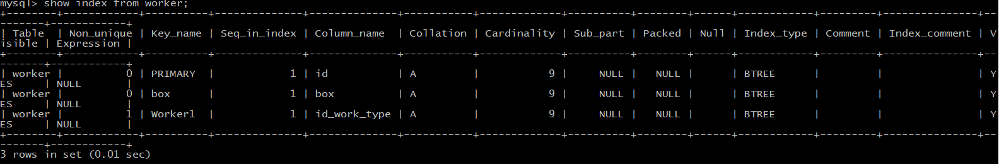 mysql> show index from worker;
+--------+------------+----------+--------------+--------------+-----------+-------------+----------+--------+------+------------+---------+---------------+--
-------+------------+
| Table  | Non_unique | Key_name | Seq_in_index | Column_name  | Collation | Cardinality | Sub_part | Packed | Null | Index_type | Comment | Index_comment | V
isible | Expression |
+--------+------------+----------+--------------+--------------+-----------+-------------+----------+--------+------+------------+---------+---------------+--
-------+------------+
| worker |          0 | PRIMARY  |            1 | id           | A         |           9 |     NULL |   NULL |      | BTREE      |         |               | Y
ES     | NULL       |
| worker |          0 | box      |            1 | box          | A         |           9 |     NULL |   NULL |      | BTREE      |         |               | Y
ES     | NULL       |
| worker |          1 | Worker1  |            1 | id_work_type | A         |           9 |     NULL |   NULL |      | BTREE      |         |               | Y
ES     | NULL       |
+--------+------------+----------+--------------+--------------+-----------+-------------+----------+--------+------+------------+---------+---------------+--
-------+------------+
3 rows in set (0.01 sec)